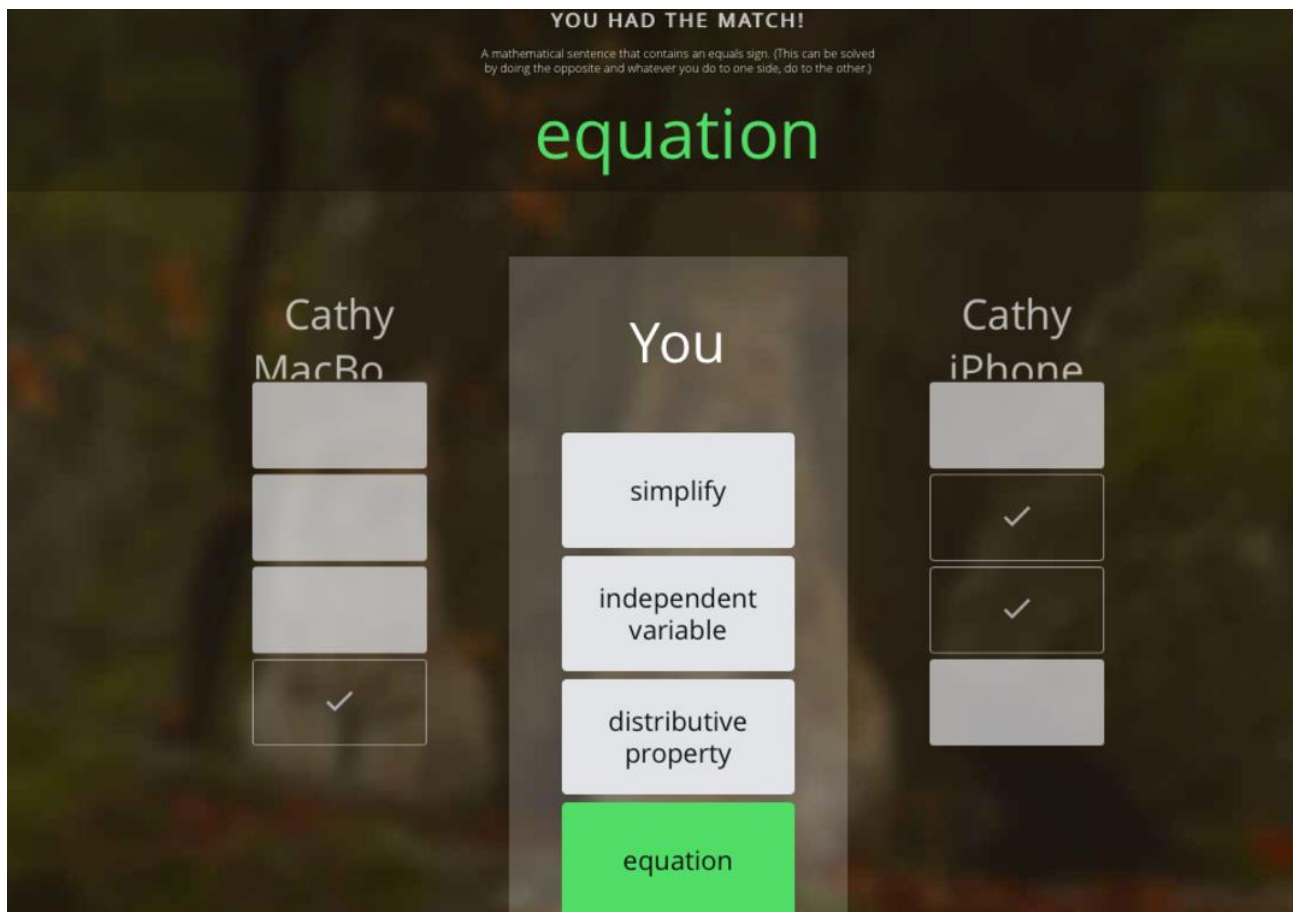 YOU HAD THE MATCH!
A mathematical sentence that contains an equals sign. (This can be solved
by doing the opposite and whatever you do to one side, do to the other.)
equation
Cathy
MacBo
You
Cathy
iPhone
simplify
independent
variable
distributive
property
equation